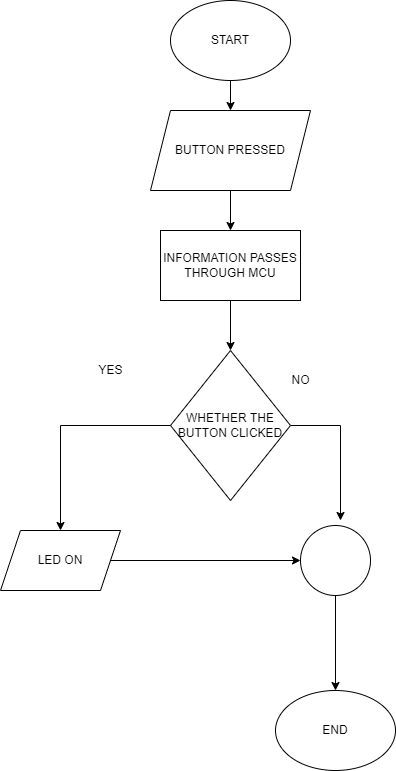 START
BUTTON PRESSED
INFORMATION PASSES
THROUGH MCU
YES
NO
WHETHER THE
BUTTON CLICKED
LED ON
END